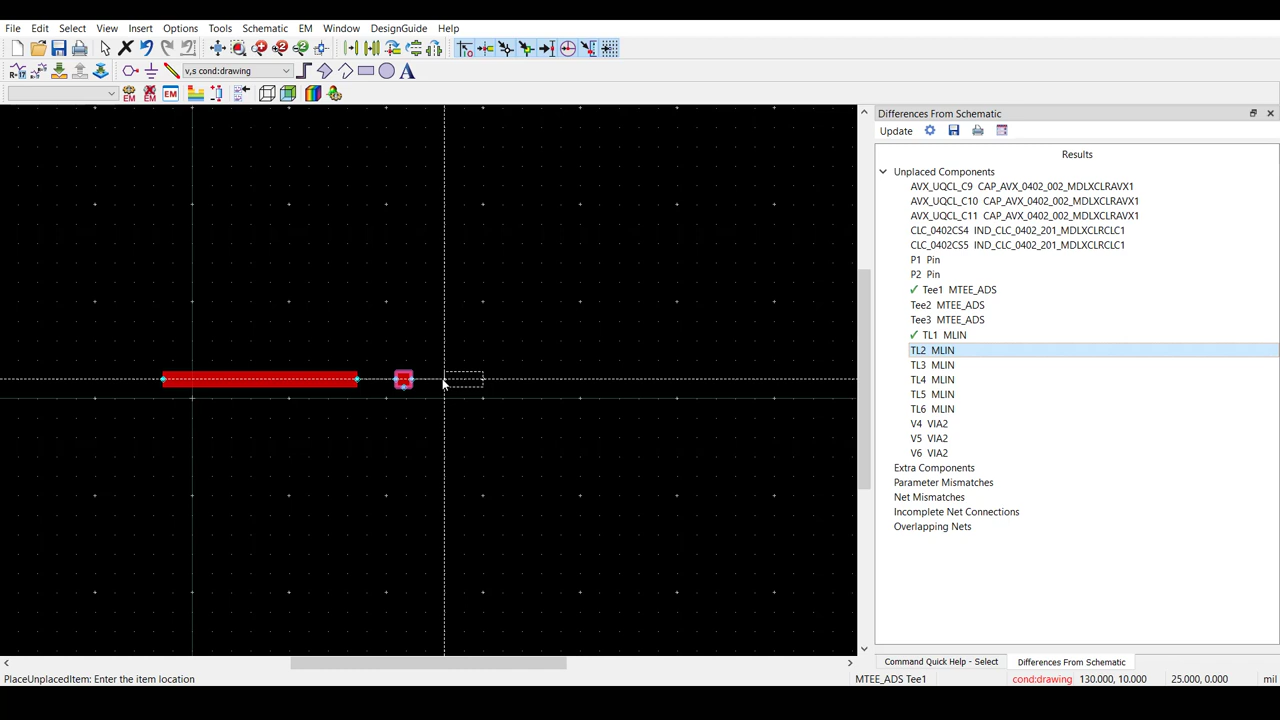 File Edit Select View Insert Options Tools Schematic EM Window DesignGuide Help
v,s cond:drawing
EM
Differences From Schematic
Update
Results
Unplaced Components
AVX_UQCL_C9 CAP_AVX_0402_002_MDLXCLRAVX1
AVX_UQCL_C10 CAP_AVX_0402_002_MDLXCLRAVX1
AVX_UQCL_C11 CAP_AVX_0402_002_MDLXCLRAVX1
CLC_0402CS4 IND_CLC_0402_201_MDLXCLRCLC1
CLC_0402CS5 IND_CLC_0402_201_MDLXCLRCLC1
P1 Pin
P2 Pin
Tee1 MTEE_ADS
Tee2 MTEE_ADS
Tee3 MTEE_ADS
TL1 MLIN
TL2 MLIN
TL3 MLIN
TL4 MLIN
TL5 MLIN
TL6 MLIN
V4 VIA2
V5 VIA2
V6 VIA2
Extra Components
Parameter Mismatches
Net Mismatches
Incomplete Net Connections
Overlapping Nets
Command Quick Help - Select Differences From Schematic
PlaceUnplacedItem: Enter the item location MTEE_ADS Tee1 cond:drawing 130.000, 10.000 25.000, 0.000 mil